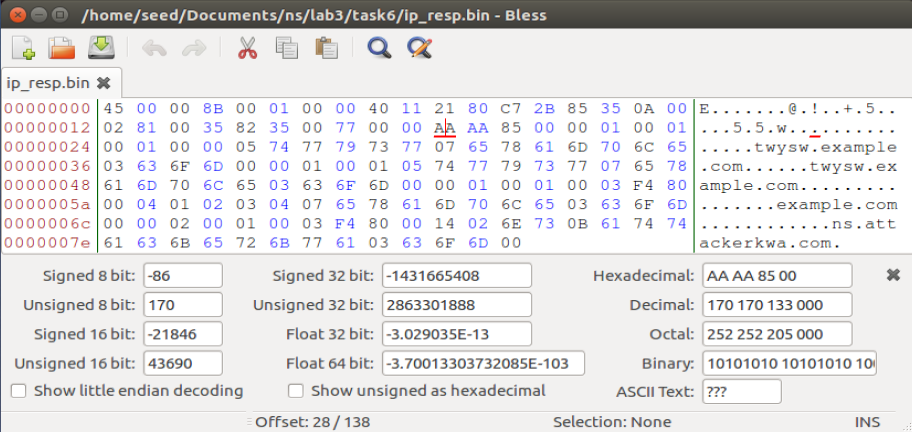 /home/seed/Documents/ns/lab3/task6/ip_resp.bin - Bless
ip_resp.bin
00000000 45 00 00 8B 00 01 00 00 40 11 21 80 C7 2B 85 35 0A 00 E.......@.!..+.5..
00000012 02 81 00 35 82 35 00 77 00 00 AA AA 85 00 00 01 00 01 ...5.5.w..........
00000024 00 01 00 00 05 74 77 79 73 77 07 65 78 61 6D 70 6C 65 .....twysw.example
00000036 03 63 6F 6D 00 00 01 00 01 05 74 77 79 73 77 07 65 78 .com......twysw.ex
00000048 61 6D 70 6C 65 03 63 6F 6D 00 00 01 00 01 00 03 F4 80 ample.com.........
0000005a 00 04 01 02 03 04 07 65 78 61 6D 70 6C 65 03 63 6F 6D .......example.com
0000006c 00 00 02 00 01 00 03 F4 80 00 14 02 6E 73 0B 61 74 74 ............ns.att
0000007e 61 63 6B 65 72 6B 77 61 03 63 6F 6D 00 ackerkwa.com.
Signed 8 bit: -86 Signed 32 bit: -1431665408 Hexadecimal: AA AA 85 00
Unsigned 8 bit: 170 Unsigned 32 bit: 2863301888 Decimal: 170 170 133 000
Signed 16 bit: -21846 Float 32 bit: -3.029035E-13 Octal: 252 252 205 000
Unsigned 16 bit: 43690 Float 64 bit: -3.70013303732085E-103 Binary: 10101010 10101010 10
Show little endian decoding Show unsigned as hexadecimal ASCII Text: ???
Offset: 28 / 138 Selection: None INS